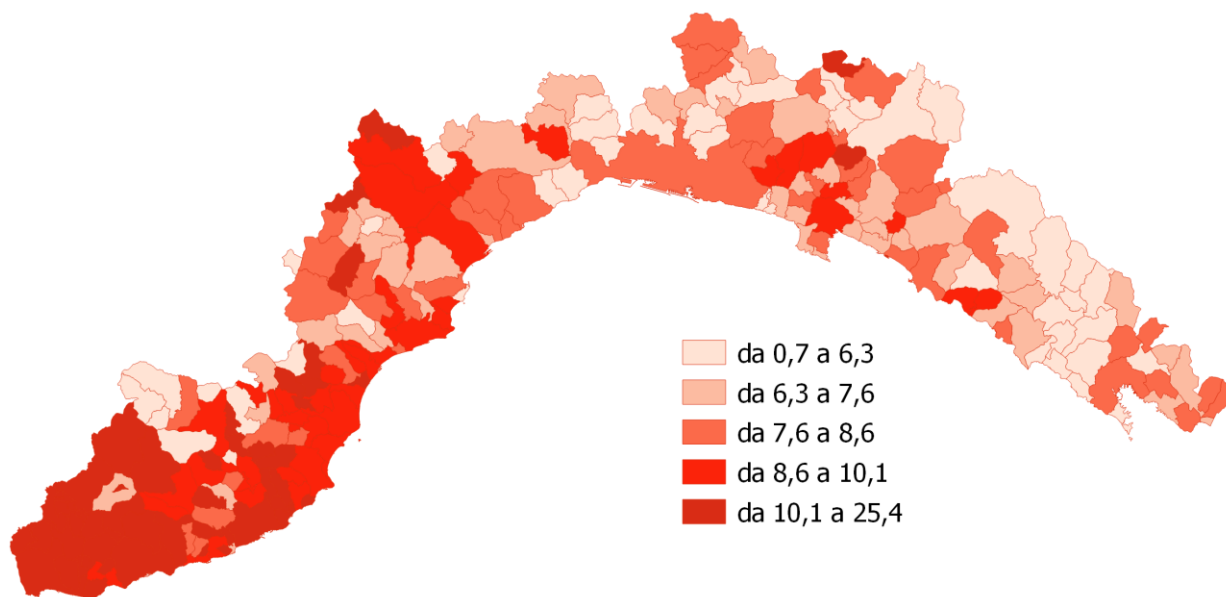 da 0,7 a 6,3
da 6,3 a 7,6
da 7,6 a 8,6
da 8,6 a 10,1
da 10,1 a 25,4